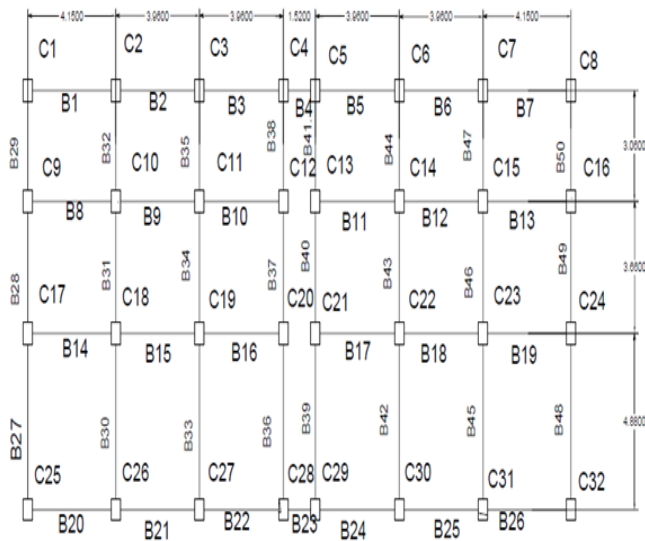 4.1500 3.9600 3.9600 1.5200 3.9600 3.9600 4.1500
C1 C2 C3 C4 C5 C6 C7 C8
B1 B2 B3 B4 B5 B6 B7
B29 B32 B35 B38 B41 B44 B47 B50 3.0600
C9 C10 C11 C12 C13 C14 C15 C16
B8 B9 B10 B11 B12 B13
B28 B31 B34 B37 B40 B43 B46 B49 3.6600
C17 C18 C19 C20 C21 C22 C23 C24
B14 B15 B16 B17 B18 B19
B27 B30 B33 B36 B39 B42 B45 B48 4.8800
C25 C26 C27 C28 C29 C30 C31 C32
B20 B21 B22 B23 B24 B25 B26